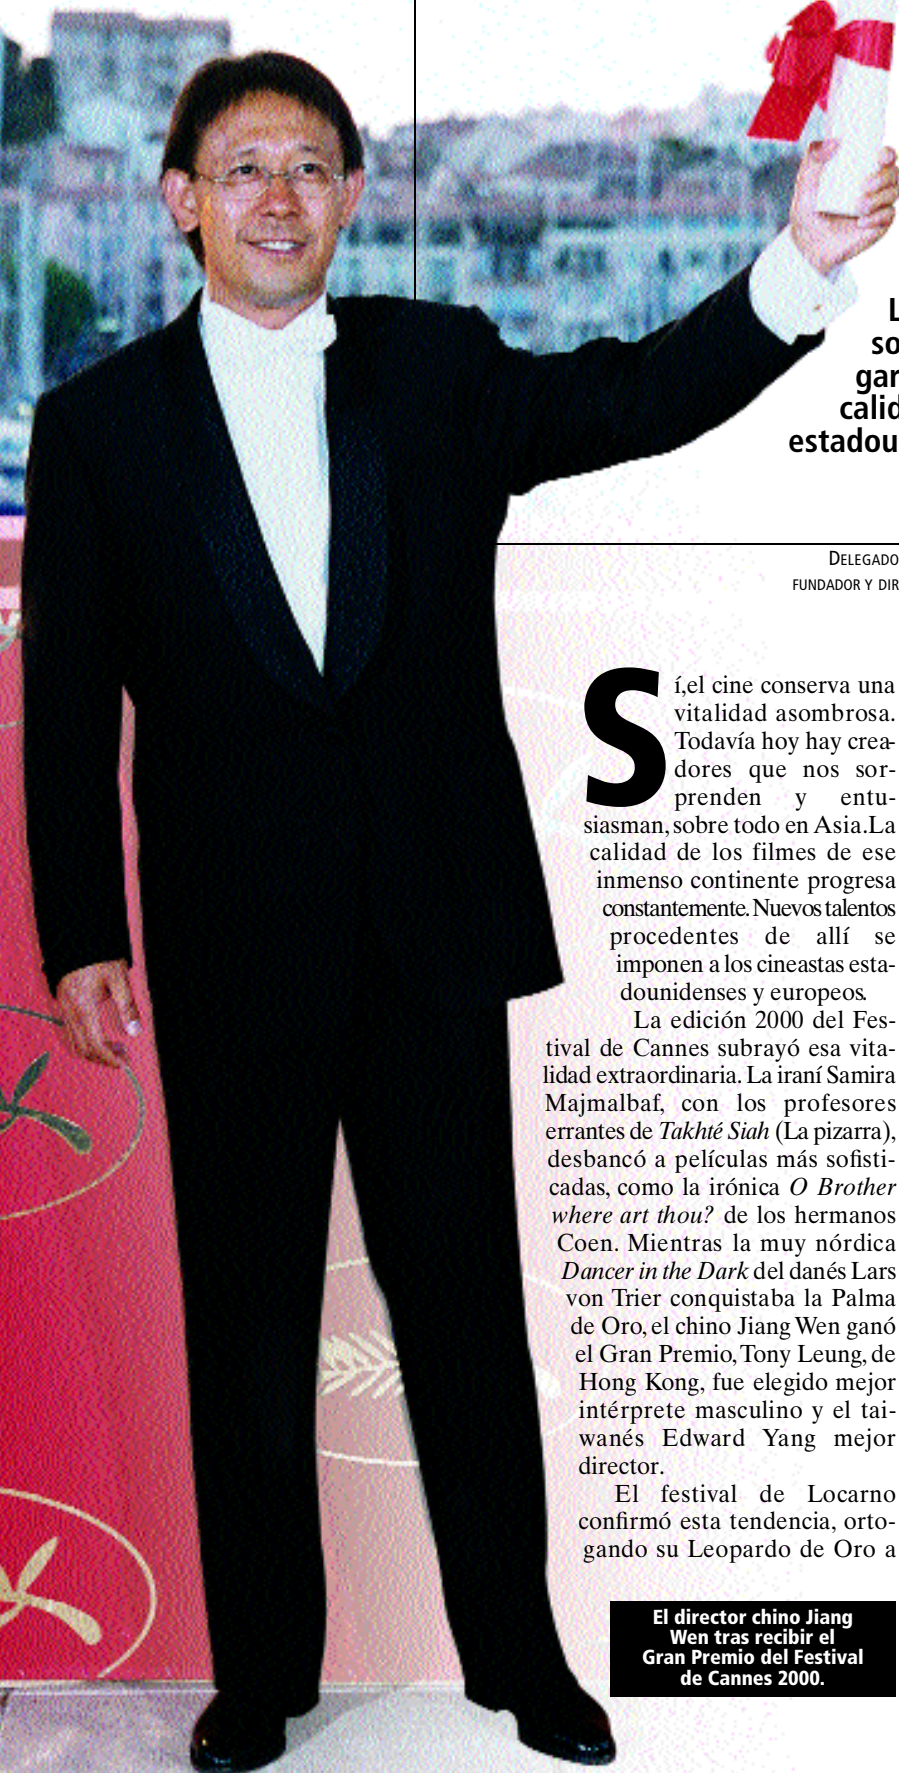 L
so
gar
calid
estadou
DELEGADO
FUNDADOR Y DIR
Sí,el cine conserva una
vitalidad asombrosa.
Todavía hoy hay crea-
dores que nos sor-
prenden y entu-
siasman, sobre todo en Asia.La
calidad de los filmes de ese
inmenso continente progresa
constantemente. Nuevos talentos
procedentes de allí se
imponen a los cineastas esta-
dounidenses y europeos.
La edición 2000 del Fes-
tival de Cannes subrayó esa vita-
lidad extraordinaria. La iraní Samira
Majmalbaf, con los profesores
errantes de Takhté Siah (La pizarra),
desbancó a películas más sofisti-
cadas, como la irónica O Brother
where art thou? de los hermanos
Coen. Mientras la muy nórdica
Dancer in the Dark del danés Lars
von Trier conquistaba la Palma
de Oro, el chino Jiang Wen ganó
el Gran Premio, Tony Leung, de
Hong Kong, fue elegido mejor
intérprete masculino y el tai-
wanés Edward Yang mejor
director.
El festival de Locarno
confirmó esta tendencia, orto-
gando su Leopardo de Oro a
El director chino Jiang
Wen tras recibir el
Gran Premio del Festival
de Cannes 2000.